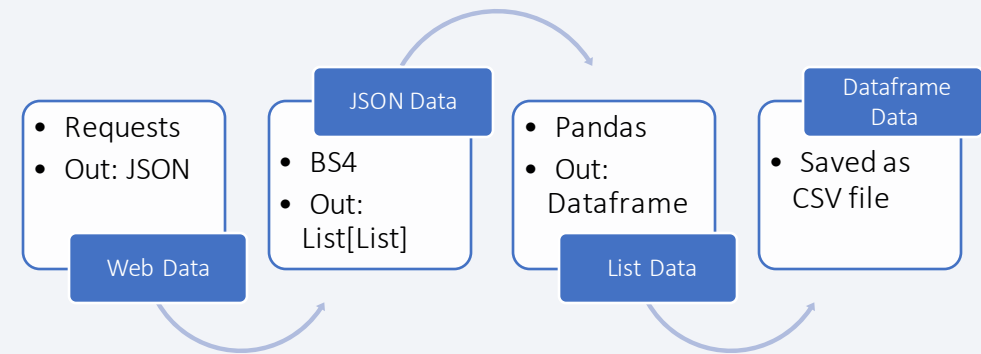 • Requests
• Out: JSON
Web Data
JSON Data
• BS4
• Out:
List[List]
• Pandas
• Out:
Dataframe
List Data
Dataframe
Data
• Saved as
CSV file